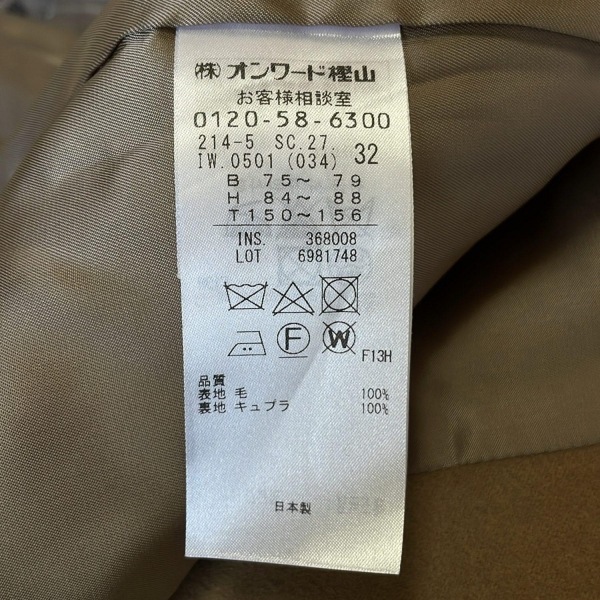 (株)オンワード樫山
お客様相談室
0120-58-6300
214-5 SC.27.
IW.0501 (034) 32
B 75～ 79
H 84～ 88
T150～156
INS. 368008
LOT 6981748
F W F13H
品質
表地 毛 100%
裏地 キュプラ 100%
日本製